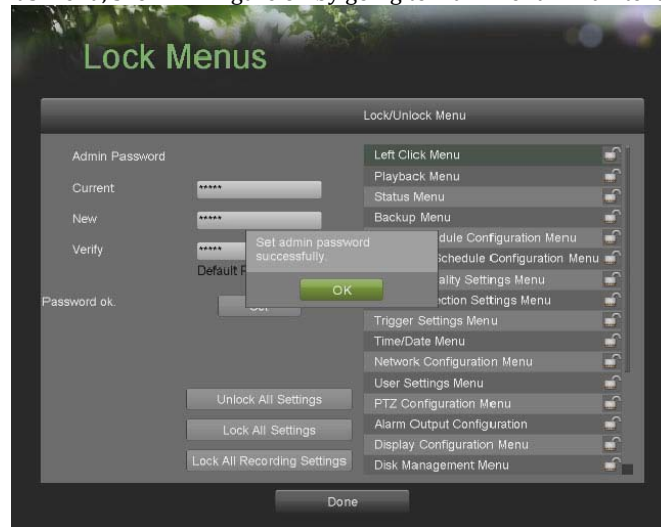 Lock Menus
Lock/Unlock Menu
Admin Password
Current
*****
New
*****
Verify
*****
Default
Password ok.
Set admin password
successfully.
OK
Unlock All Settings
Lock All Settings
Lock All Recording Settings
Left Click Menu
Playback Menu
Status Menu
Backup Menu
Configuration Menu
Schedule Configuration Menu
Settings Menu
Settings Menu
Trigger Settings Menu
Time/Date Menu
Network Configuration Menu
User Settings Menu
PTZ Configuration Menu
Alarm Output Configuration
Display Configuration Menu
Disk Management Menu
Done